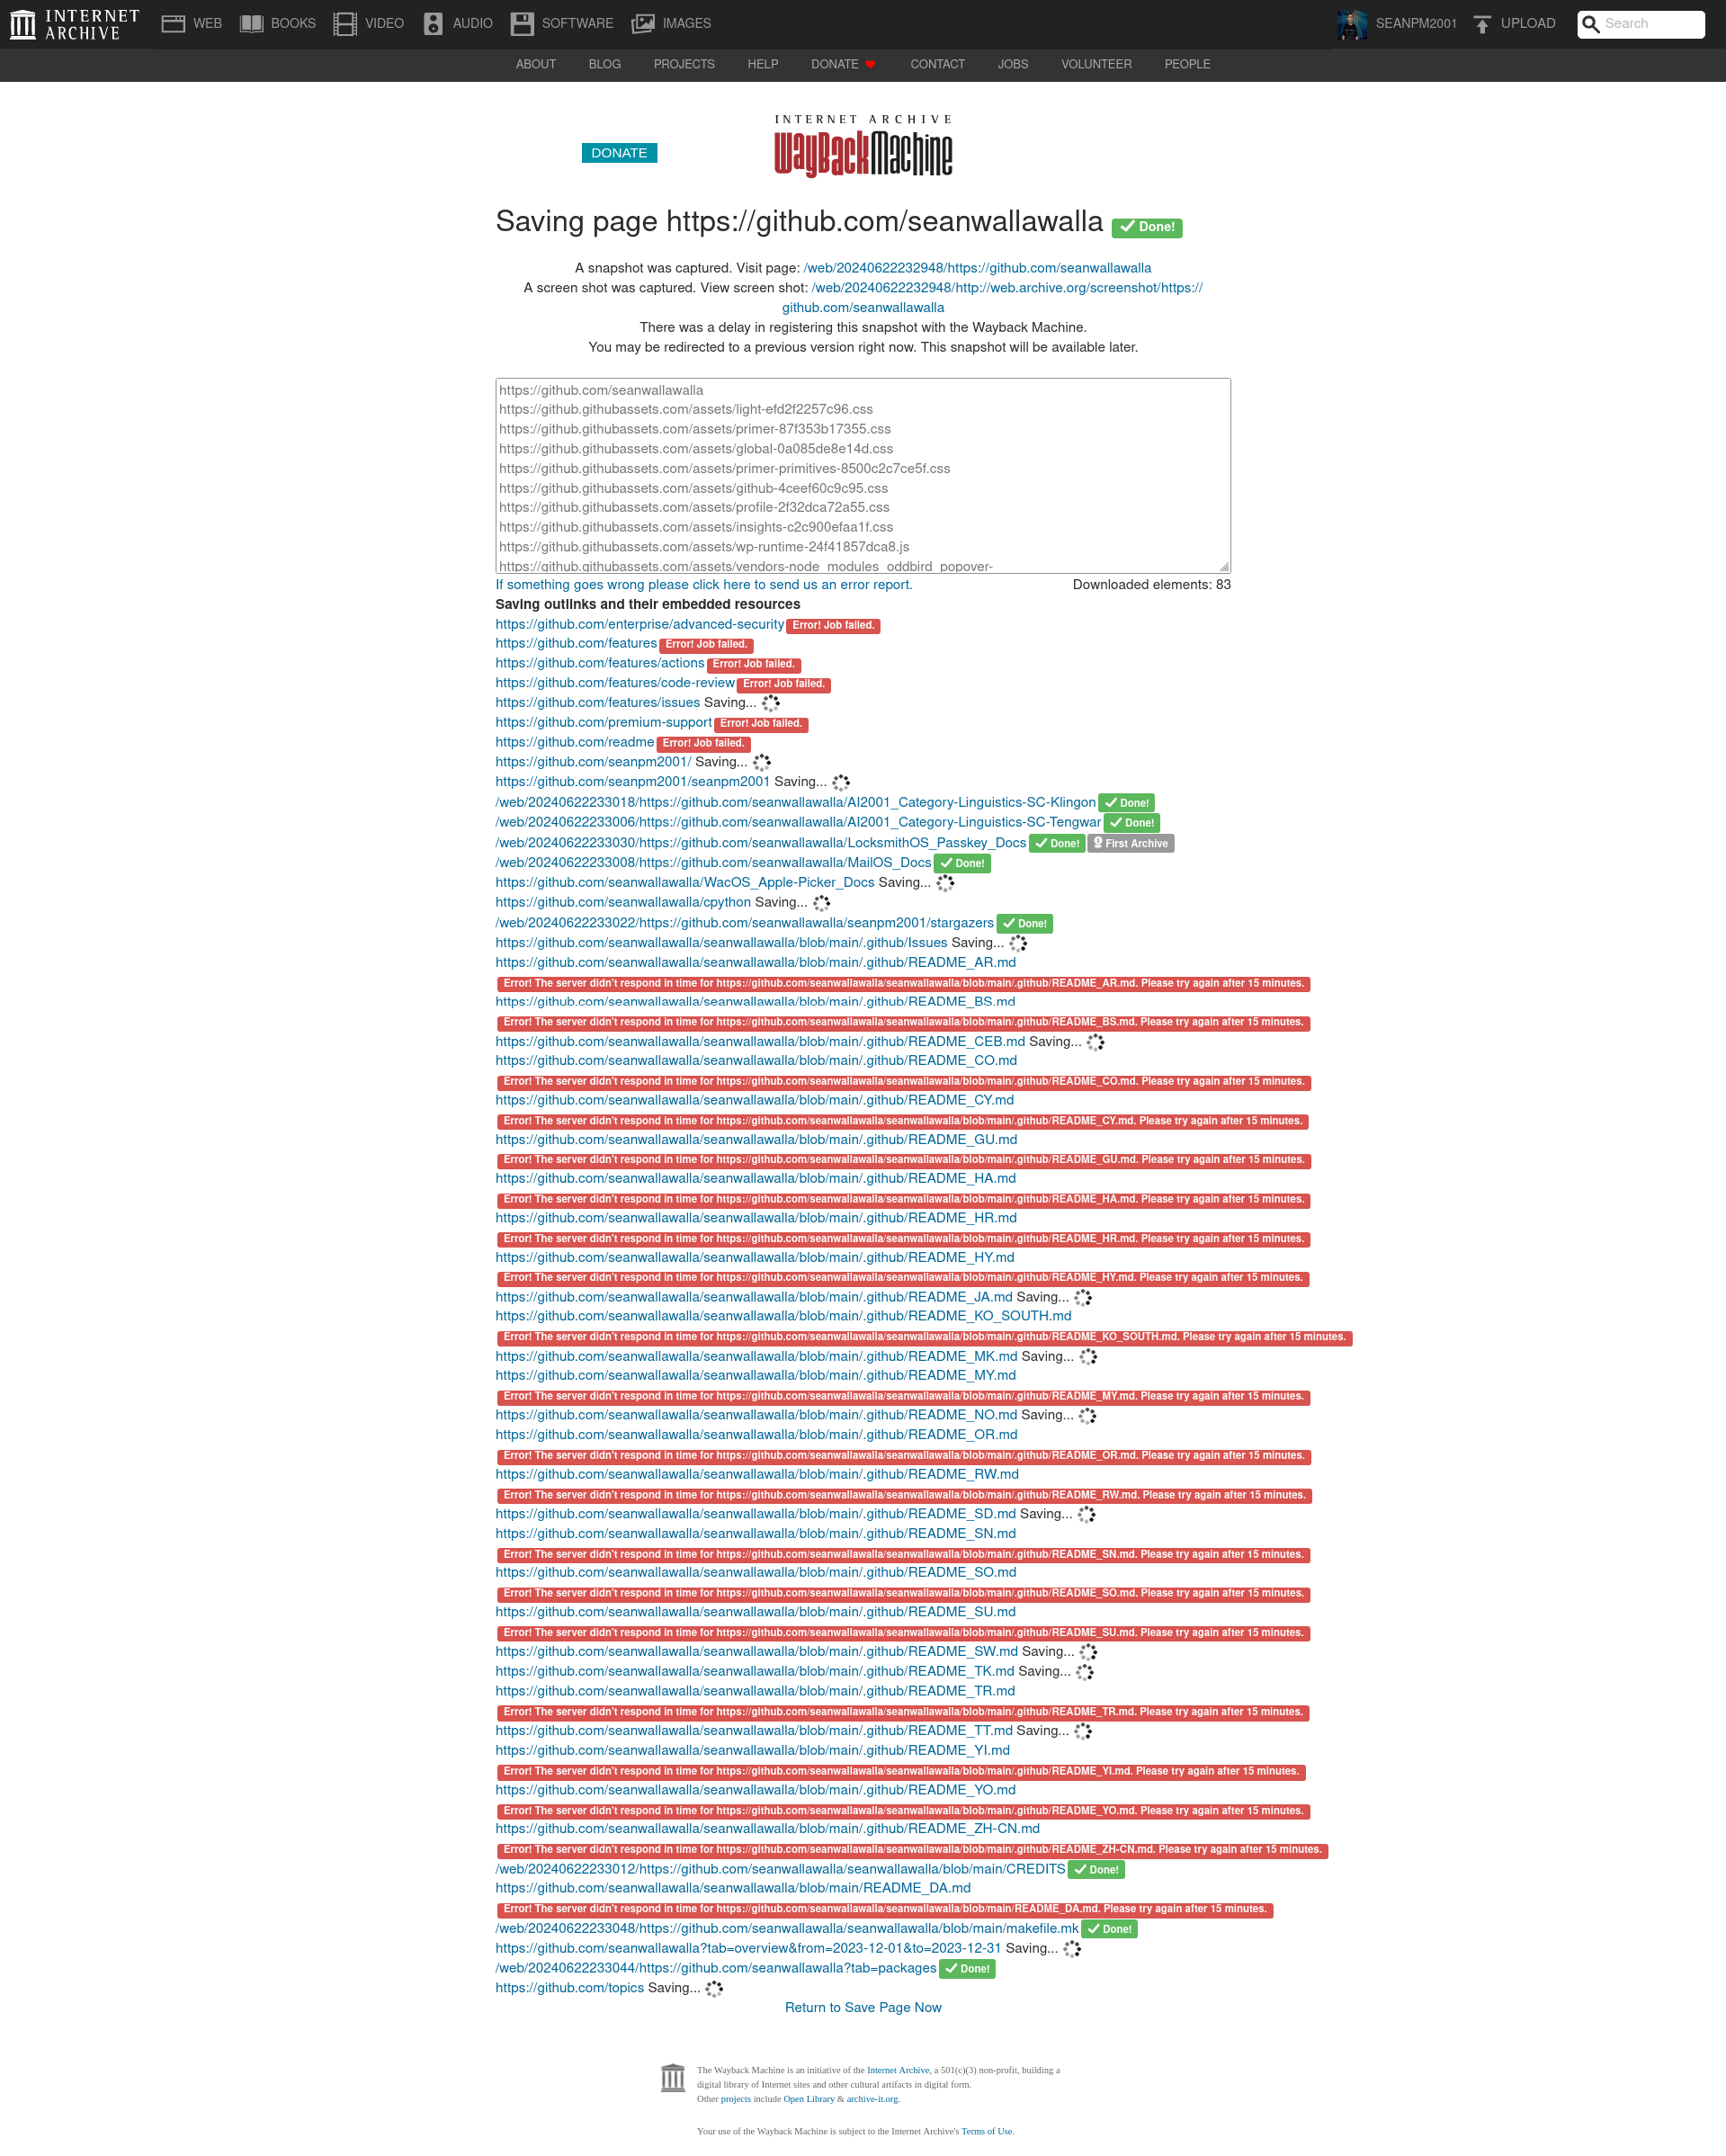 INTERNET ARCHIVE WEB BOOKS VIDEO AUDIO SOFTWARE IMAGES SEANPM2001 UPLOAD Search
ABOUT BLOG PROJECTS HELP DONATE CONTACT JOBS VOLUNTEER PEOPLE
INTERNET ARCHIVE
WayBackMachine
DONATE
Saving page https://github.com/seanwallawalla Done!
A snapshot was captured. Visit page: /web/20240622232948/https://github.com/seanwallawalla
A screen shot was captured. View screen shot: /web/20240622232948/http://web.archive.org/screenshot/https://
github.com/seanwallawalla
There was a delay in registering this snapshot with the Wayback Machine.
You may be redirected to a previous version right now. This snapshot will be available later.
https://github.com/seanwallawalla
https://github.githubassets.com/assets/light-efd2f2257c96.css
https://github.githubassets.com/assets/primer-87f353b17355.css
https://github.githubassets.com/assets/global-0a085de8e14d.css
https://github.githubassets.com/assets/primer-primitives-8500c2c7ce5f.css
https://github.githubassets.com/assets/github-4ceef60c9c95.css
https://github.githubassets.com/assets/profile-2f32dca72a55.css
https://github.githubassets.com/assets/insights-c2c900efaa1f.css
https://github.githubassets.com/assets/wp-runtime-24f41857dca8.js
https://github.githubassets.com/assets/vendors-node_modules_oddbird_popover-
If something goes wrong please click here to send us an error report. Downloaded elements: 83
Saving outlinks and their embedded resources
https://github.com/enterprise/advanced-security Error! Job failed.
https://github.com/features Error! Job failed.
https://github.com/features/actions Error! Job failed.
https://github.com/features/code-review Error! Job failed.
https://github.com/features/issues Saving...
https://github.com/premium-support Error! Job failed.
https://github.com/readme Error! Job failed.
https://github.com/seanpm2001/ Saving...
https://github.com/seanpm2001/seanpm2001 Saving...
/web/20240622233018/https://github.com/seanwallawalla/AI2001_Category-Linguistics-SC-Klingon Done!
/web/20240622233006/https://github.com/seanwallawalla/AI2001_Category-Linguistics-SC-Tengwar Done!
/web/20240622233030/https://github.com/seanwallawalla/LocksmithOS_Passkey_Docs Done! First Archive
/web/20240622233008/https://github.com/seanwallawalla/MailOS_Docs Done!
https://github.com/seanwallawalla/WacOS_Apple-Picker_Docs Saving...
https://github.com/seanwallawalla/cpython Saving...
/web/20240622233022/https://github.com/seanwallawalla/seanpm2001/stargazers Done!
https://github.com/seanwallawalla/seanwallawalla/blob/main/.github/Issues Saving...
https://github.com/seanwallawalla/seanwallawalla/blob/main/.github/README_AR.md
Error! The server didn't respond in time for https://github.com/seanwallawalla/seanwallawalla/blob/main/.github/README_AR.md. Please try again after 15 minutes.
https://github.com/seanwallawalla/seanwallawalla/blob/main/.github/README_BS.md
Error! The server didn't respond in time for https://github.com/seanwallawalla/seanwallawalla/blob/main/.github/README_BS.md. Please try again after 15 minutes.
https://github.com/seanwallawalla/seanwallawalla/blob/main/.github/README_CEB.md Saving...
https://github.com/seanwallawalla/seanwallawalla/blob/main/.github/README_CO.md
Error! The server didn't respond in time for https://github.com/seanwallawalla/seanwallawalla/blob/main/.github/README_CO.md. Please try again after 15 minutes.
https://github.com/seanwallawalla/seanwallawalla/blob/main/.github/README_CY.md
Error! The server didn't respond in time for https://github.com/seanwallawalla/seanwallawalla/blob/main/.github/README_CY.md. Please try again after 15 minutes.
https://github.com/seanwallawalla/seanwallawalla/blob/main/.github/README_GU.md
Error! The server didn't respond in time for https://github.com/seanwallawalla/seanwallawalla/blob/main/.github/README_GU.md. Please try again after 15 minutes.
https://github.com/seanwallawalla/seanwallawalla/blob/main/.github/README_HA.md
Error! The server didn't respond in time for https://github.com/seanwallawalla/seanwallawalla/blob/main/.github/README_HA.md. Please try again after 15 minutes.
https://github.com/seanwallawalla/seanwallawalla/blob/main/.github/README_HR.md
Error! The server didn't respond in time for https://github.com/seanwallawalla/seanwallawalla/blob/main/.github/README_HR.md. Please try again after 15 minutes.
https://github.com/seanwallawalla/seanwallawalla/blob/main/.github/README_HY.md
Error! The server didn't respond in time for https://github.com/seanwallawalla/seanwallawalla/blob/main/.github/README_HY.md. Please try again after 15 minutes.
https://github.com/seanwallawalla/seanwallawalla/blob/main/.github/README_JA.md Saving...
https://github.com/seanwallawalla/seanwallawalla/blob/main/.github/README_KO_SOUTH.md
Error! The server didn't respond in time for https://github.com/seanwallawalla/seanwallawalla/blob/main/.github/README_KO_SOUTH.md. Please try again after 15 minutes.
https://github.com/seanwallawalla/seanwallawalla/blob/main/.github/README_MK.md Saving...
https://github.com/seanwallawalla/seanwallawalla/blob/main/.github/README_MY.md
Error! The server didn't respond in time for https://github.com/seanwallawalla/seanwallawalla/blob/main/.github/README_MY.md. Please try again after 15 minutes.
https://github.com/seanwallawalla/seanwallawalla/blob/main/.github/README_NO.md Saving...
https://github.com/seanwallawalla/seanwallawalla/blob/main/.github/README_OR.md
Error! The server didn't respond in time for https://github.com/seanwallawalla/seanwallawalla/blob/main/.github/README_OR.md. Please try again after 15 minutes.
https://github.com/seanwallawalla/seanwallawalla/blob/main/.github/README_RW.md
Error! The server didn't respond in time for https://github.com/seanwallawalla/seanwallawalla/blob/main/.github/README_RW.md. Please try again after 15 minutes.
https://github.com/seanwallawalla/seanwallawalla/blob/main/.github/README_SD.md Saving...
https://github.com/seanwallawalla/seanwallawalla/blob/main/.github/README_SN.md
Error! The server didn't respond in time for https://github.com/seanwallawalla/seanwallawalla/blob/main/.github/README_SN.md. Please try again after 15 minutes.
https://github.com/seanwallawalla/seanwallawalla/blob/main/.github/README_SO.md
Error! The server didn't respond in time for https://github.com/seanwallawalla/seanwallawalla/blob/main/.github/README_SO.md. Please try again after 15 minutes.
https://github.com/seanwallawalla/seanwallawalla/blob/main/.github/README_SU.md
Error! The server didn't respond in time for https://github.com/seanwallawalla/seanwallawalla/blob/main/.github/README_SU.md. Please try again after 15 minutes.
https://github.com/seanwallawalla/seanwallawalla/blob/main/.github/README_SW.md Saving...
https://github.com/seanwallawalla/seanwallawalla/blob/main/.github/README_TK.md Saving...
https://github.com/seanwallawalla/seanwallawalla/blob/main/.github/README_TR.md
Error! The server didn't respond in time for https://github.com/seanwallawalla/seanwallawalla/blob/main/.github/README_TR.md. Please try again after 15 minutes.
https://github.com/seanwallawalla/seanwallawalla/blob/main/.github/README_TT.md Saving...
https://github.com/seanwallawalla/seanwallawalla/blob/main/.github/README_YI.md
Error! The server didn't respond in time for https://github.com/seanwallawalla/seanwallawalla/blob/main/.github/README_YI.md. Please try again after 15 minutes.
https://github.com/seanwallawalla/seanwallawalla/blob/main/.github/README_YO.md
Error! The server didn't respond in time for https://github.com/seanwallawalla/seanwallawalla/blob/main/.github/README_YO.md. Please try again after 15 minutes.
https://github.com/seanwallawalla/seanwallawalla/blob/main/.github/README_ZH-CN.md
Error! The server didn't respond in time for https://github.com/seanwallawalla/seanwallawalla/blob/main/.github/README_ZH-CN.md. Please try again after 15 minutes.
/web/20240622233012/https://github.com/seanwallawalla/seanwallawalla/blob/main/CREDITS Done!
https://github.com/seanwallawalla/seanwallawalla/blob/main/README_DA.md
Error! The server didn't respond in time for https://github.com/seanwallawalla/seanwallawalla/blob/main/README_DA.md. Please try again after 15 minutes.
/web/20240622233048/https://github.com/seanwallawalla/seanwallawalla/blob/main/makefile.mk Done!
https://github.com/seanwallawalla?tab=overview&from=2023-12-01&to=2023-12-31 Saving...
/web/20240622233044/https://github.com/seanwallawalla?tab=packages Done!
https://github.com/topics Saving...
Return to Save Page Now
The Wayback Machine is an initiative of the Internet Archive, a 501(c)(3) non-profit, building a
digital library of Internet sites and other cultural artifacts in digital form.
Other projects include Open Library & archive-it.org.
Your use of the Wayback Machine is subject to the Internet Archive's Terms of Use.